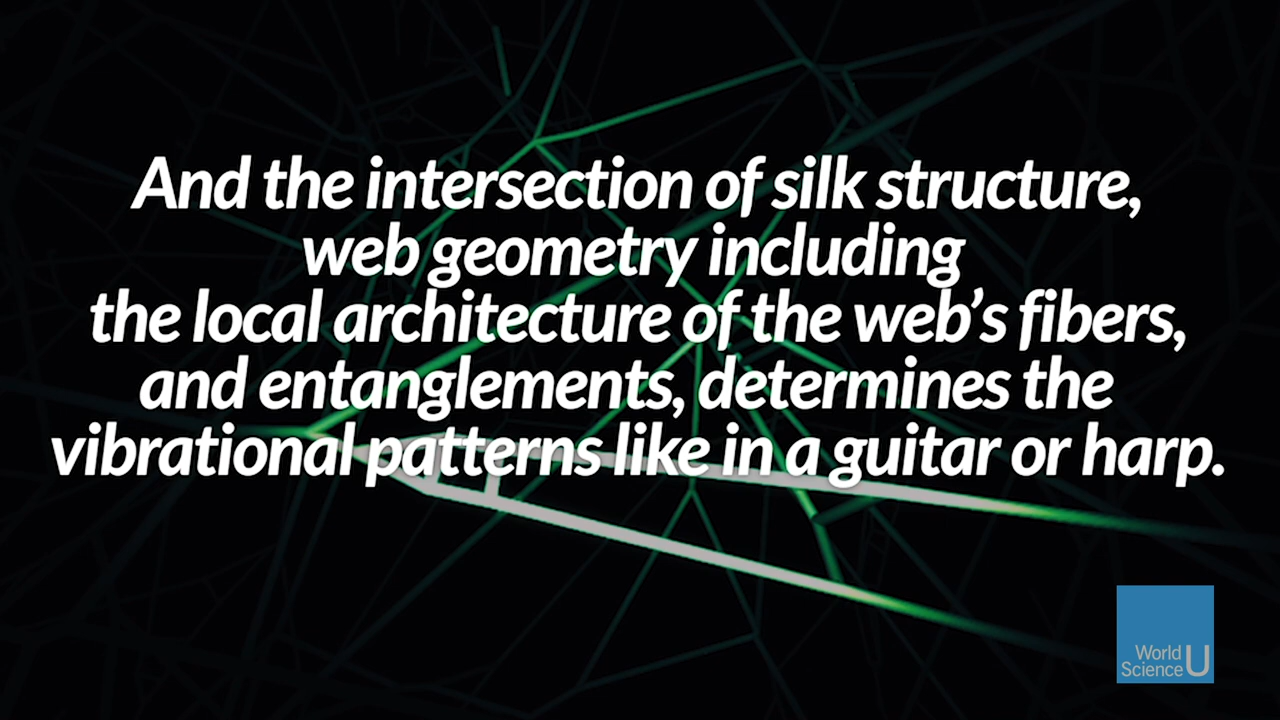 And the intersection of silk structure,
web geometry including
the local architecture of the web’s fibers,
and entanglements, determines the
vibrational patterns like in a guitar or harp.
World
Science U